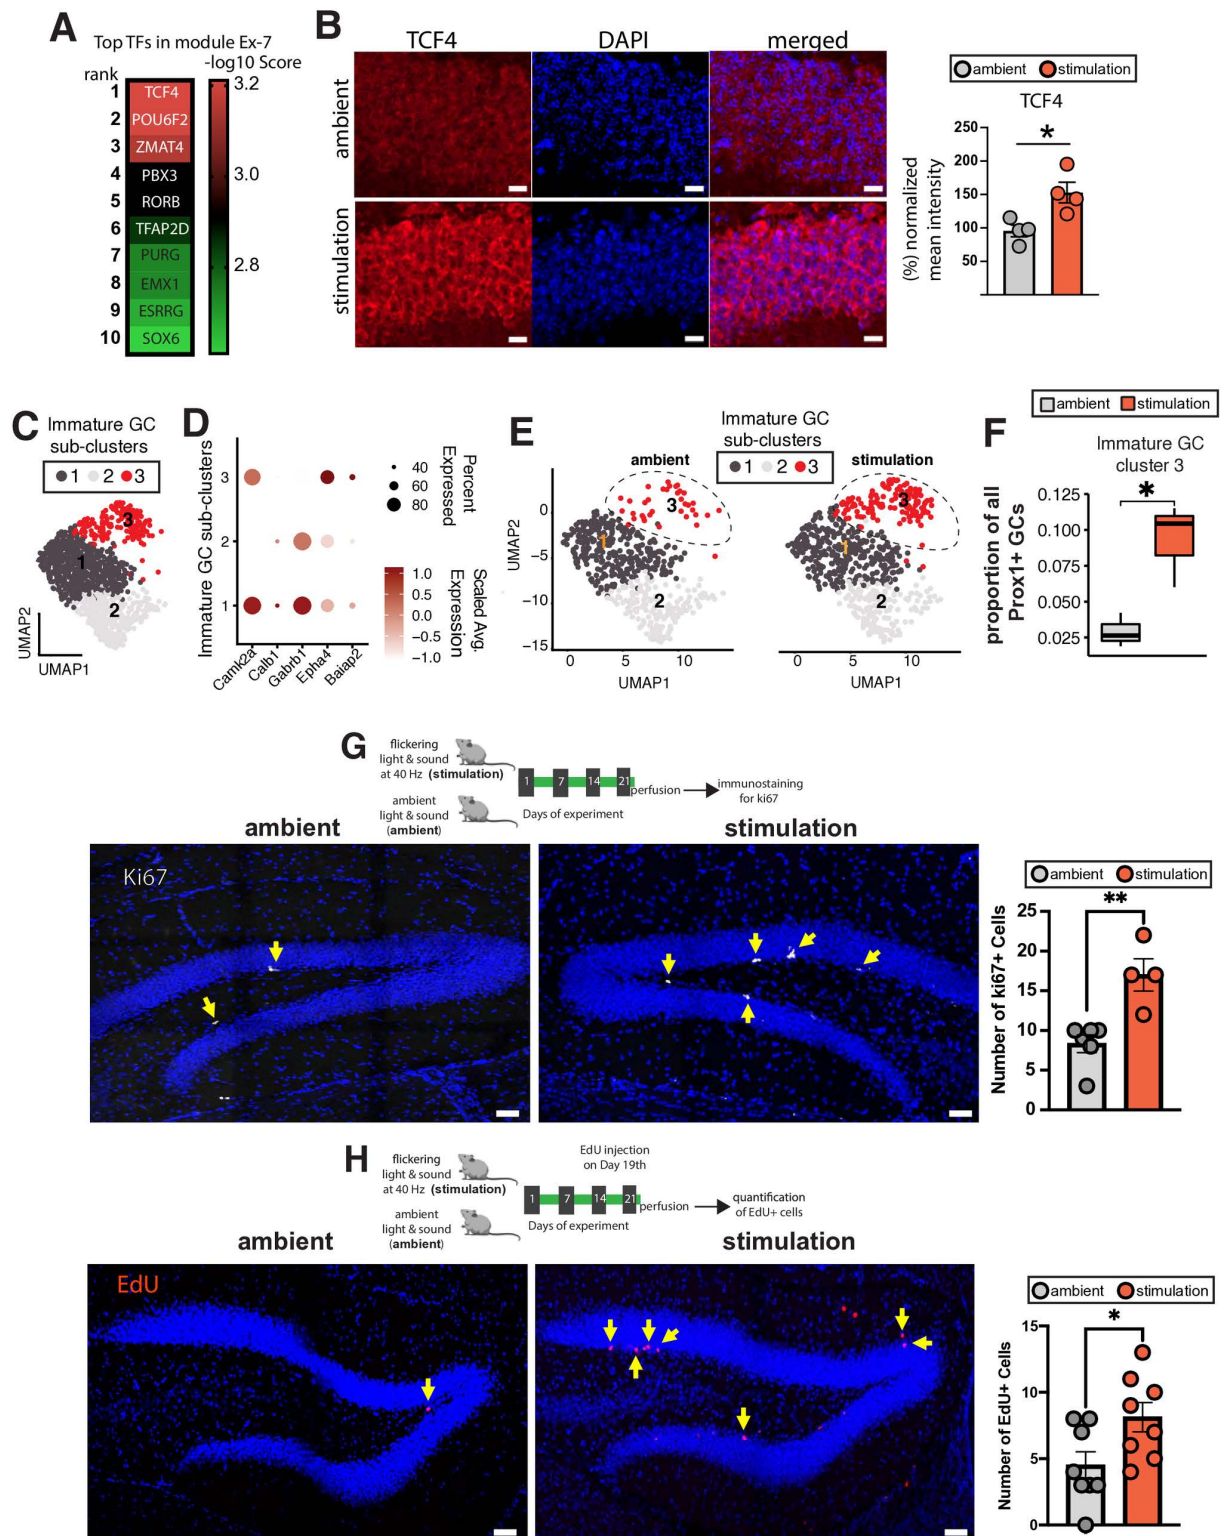 A
Top TFs in module Ex-7
-log10 Score
rank
1 TCF4
2 POU6F2
3 ZMAT4
4 PBX3
5 RORB
6 TFAP2D
7 PURG
8 EMX1
9 ESRRG
10 SOX6
3.2
3.0
2.8
B
TCF4 DAPI merged
ambient
stimulation
ambient stimulation
TCF4
(%) normalized
mean intensity
250
200
150
100
50
*
C
Immature GC
sub-clusters
1 2 3
3
1
2
UMAP2
UMAP1
D
Immature GC sub-clusters
3
2
1
Camk2a Calb1 Gabrb1 Epha4 Baiap2
Percent
Expressed
40
60
80
Scaled Avg.
Expression
1.0
0.5
0.0
−0.5
−1.0
E
Immature GC
sub-clusters
1 2 3
ambient
stimulation
3
1
2
3
1
2
UMAP2
0
−5
−10
−15
0 5 10
UMAP1
0 5 10
UMAP1
F
ambient stimulation
Immature GC
cluster 3
proportion of all
Prox1+ GCs
0.125
0.100
0.075
0.050
0.025
*
G
flickering
light & sound
at 40 Hz (stimulation)
ambient
light & sound
(ambient)
1 7 14 21
Days of experiment
perfusion
immunostaining
for ki67
ambient
stimulation
Ki67
ambient stimulation
**
Number of ki67+ Cells
25
20
15
10
5
0
H
flickering
light & sound
at 40 Hz (stimulation)
ambient
light & sound
(ambient)
EdU injection
on Day 19th
1 7 14 21
Days of experiment
perfusion
quantification
of EdU+ cells
ambient
stimulation
EdU
ambient stimulation
*
Number of EdU+ Cells
15
10
5
0